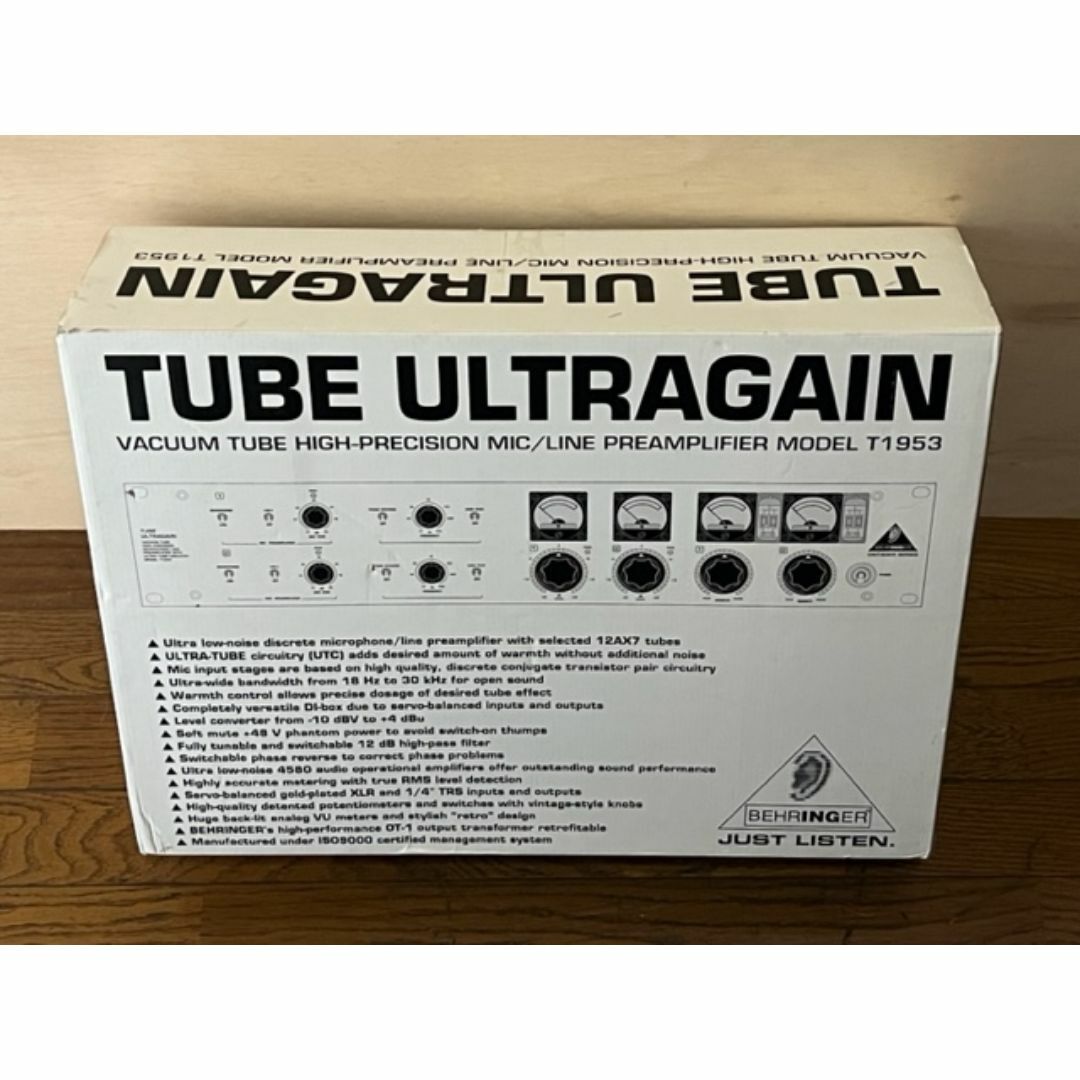 VACUUM TUBE HIGH-PRECISION MIC/LINE PREAMPLIFIER MODEL T1953
TUBE ULTRAGAIN
TUBE ULTRAGAIN
VACUUM TUBE HIGH-PRECISION MIC/LINE PREAMPLIFIER MODEL T1953
TUBE
ULTRAGAIN
▲ Ultra low-noise discrete microphone/line preamplifier with selected 12AX7 tubes
▲ ULTRA-TUBE circuitry (UTC) adds desired amount of warmth without additional noise
▲ Mic input stages are based on high quality, discrete conjugate transistor pair circuitry
▲ Ultra-wide bandwidth from 18 Hz to 30 kHz for open sound
▲ Warmth control allows precise dosage of desired tube effect
▲ Completely versatile DI-box due to servo-balanced inputs and outputs
▲ Level converter from -10 dBV to +4 dBu
▲ Soft mute +48 V phantom power to avoid switch-on thumps
▲ Fully tunable and switchable 12 dB high-pass filter
▲ Switchable phase reverse to correct phase problems
▲ Ultra low-noise 4580 audio operational amplifiers offer outstanding sound performance
▲ Highly accurate metering with true RMS level detection
▲ Servo-balanced gold-plated XLR and 1/4" TRS inputs and outputs
▲ High-quality detented potentiometers and switches with vintage-style knobs
▲ Huge back-lit analog VU meters and stylish "retro" design
▲ BEHRINGER's high-performance OT-1 output transformer retrofitable
▲ Manufactured under ISO9000 certified management system
BEHRINGER
JUST LISTEN.